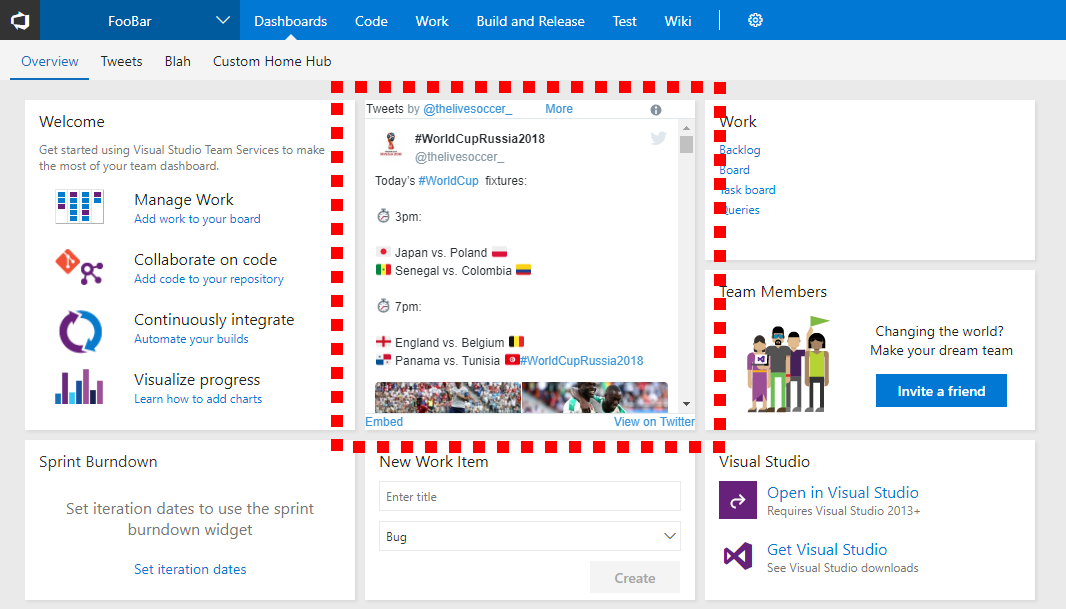 FooBar
Dashboards
Code
Work
Build and Release
Test
Wiki
Overview
Tweets
Blah
Custom Home Hub
Welcome
Get started using Visual Studio Team Services to make
the most of your team dashboard.
Manage Work
Add work to your board
Collaborate on code
Add code to your repository
Continuously integrate
Automate your builds
Visualize progress
Learn how to add charts
Tweets by @thelivesoccer_
More
#WorldCupRussia2018
@thelivesoccer_
Today's #WorldCup fixtures:
3pm:
Japan vs. Poland
Senegal vs. Colombia
7pm:
England vs. Belgium
Panama vs. Tunisia #WorldCupRussia2018
Embed
View on Twitter
Work
Backlog
Board
Task board
Queries
Team Members
Changing the world?
Make your dream team
Invite a friend
Sprint Burndown
Set iteration dates to use the sprint
burndown widget
Set iteration dates
New Work Item
Enter title
Bug
Create
Visual Studio
Open in Visual Studio
Requires Visual Studio 2013+
Get Visual Studio
See Visual Studio downloads